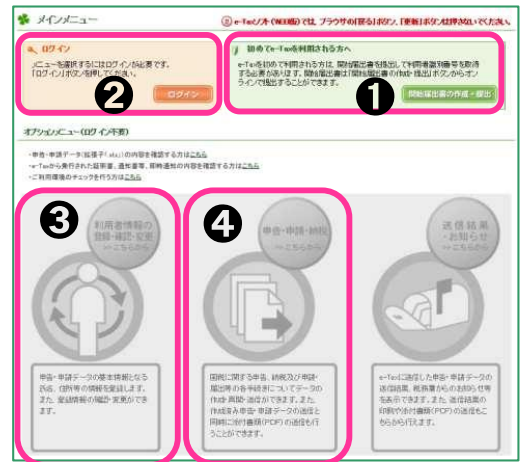 メインメニュー
e-Taxソフト(WEB版)では、ブラウザの[戻る]ボタン、[更新]ボタンは押さないでください。
ログイン
メニューを選択するにはログインが必要です。
「ログイン」ボタンを押してください。
ログイン
❷
初めてe-Taxを利用される方へ
e-Taxを初めて利用される方は、開始届出書を提出して利用者識別番号を取得
する必要があります。開始届出書は「開始届出書の作成・提出」ボタンからオン
ラインで提出することができます。
❶
開始届出書の作成・提出
オプションメニュー(ログイン不要)
・申告・申請データ(拡張子「.xtx」)の内容を確認する方はこちら
・e-Taxから発行された証明書、通知書等、即時通知の内容を確認する方はこちら
・ご利用環境のチェックを行う方はこちら
❸
利用者情報の
登録・確認・変更
>>こちらから
申告・申請データの基本情報となる
氏名、住所等の情報を登録します。
また、登録情報の確認・変更ができ
ます。
❹
申告・申請・納税
>>こちらから
国税に関する申告、納税及び申請・
届出等の各手続きについてデータの
作成・再開・送信ができます。また、
作成済み申告・申請データの送信と
同時に添付書類(PDF)の送信も行
うことができます。
送信結果
・お知らせ
>>こちらから
e-Taxに送信した申告・申請データの
送信結果、税務署からのお知らせ等
を表示できます。また、送信結果の
印刷や添付書類(PDF)の送信もこ
ちらから行えます。